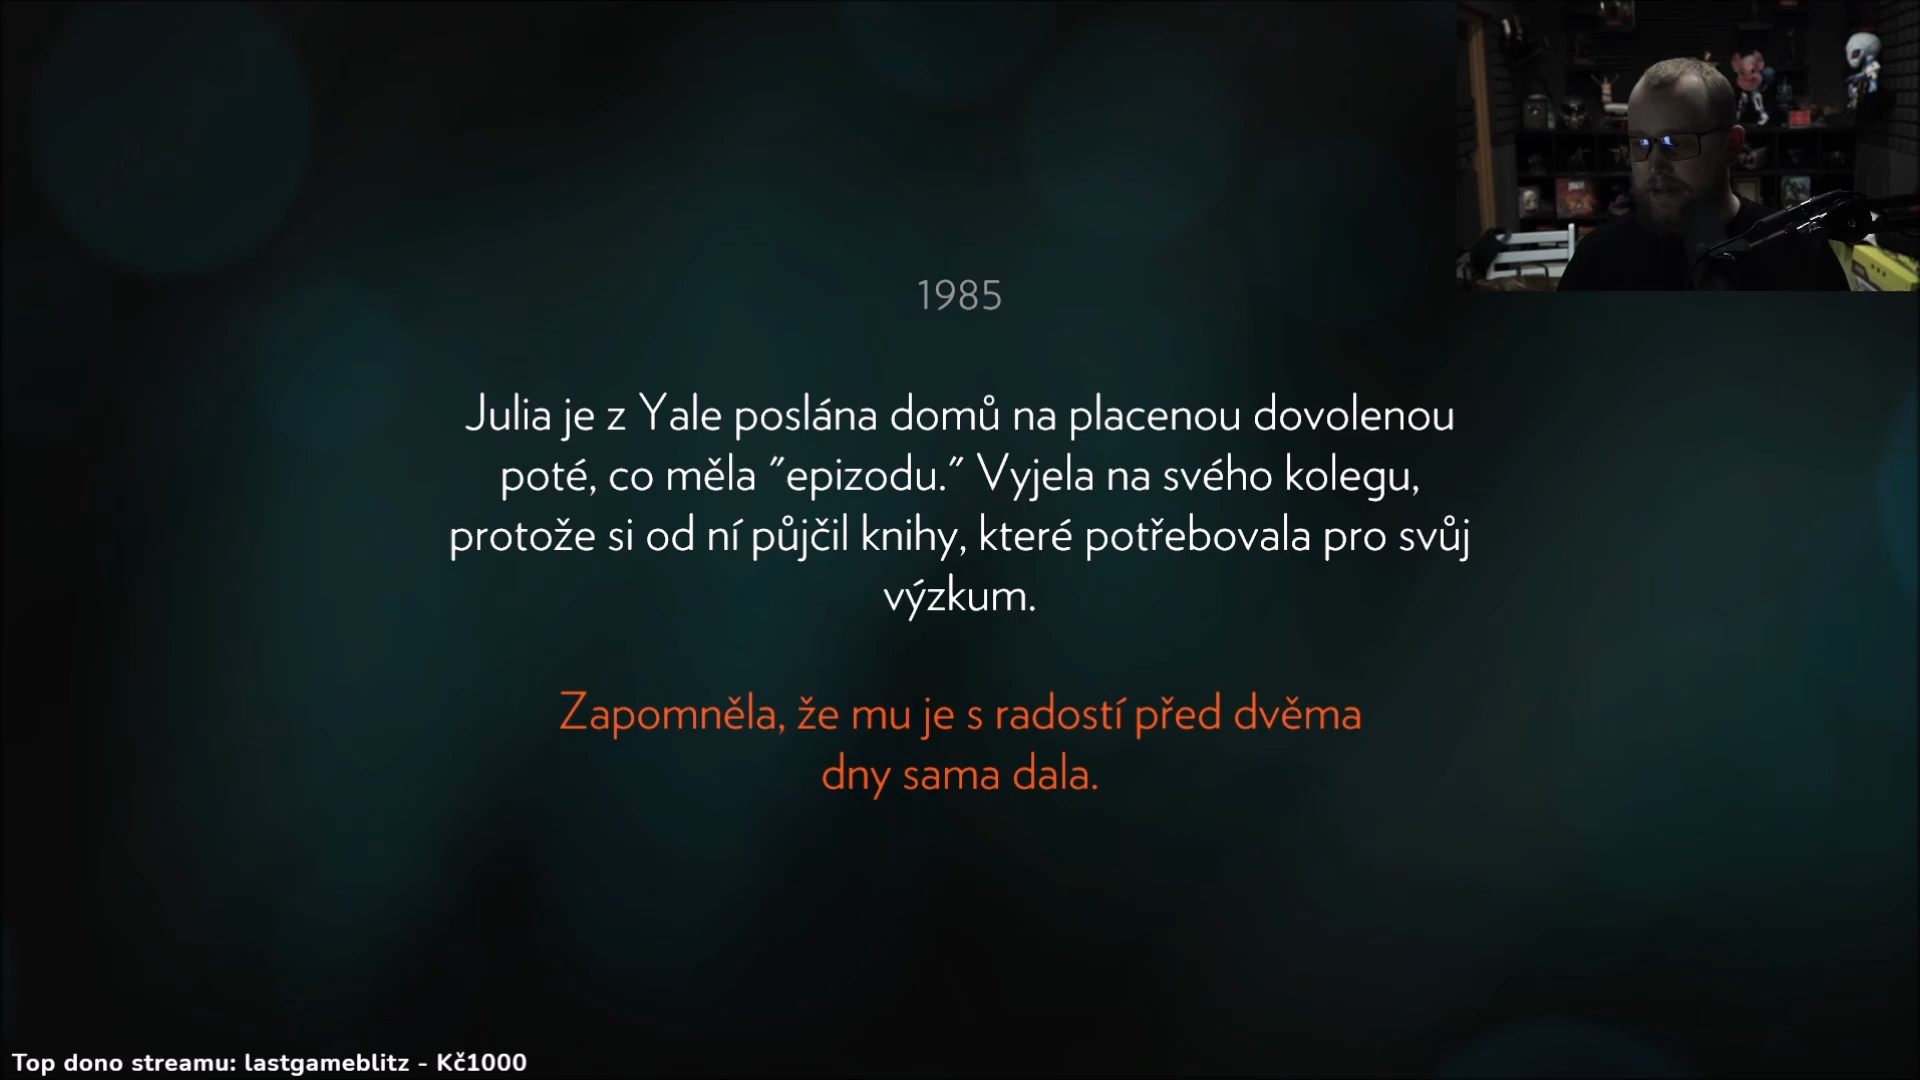 1985
Julia je z Yale poslána domů na placenou dovolenou
poté, co měla "epizodu." Vyjela na svého kolegu,
protože si od ní půjčil knihy, které potřebovala pro svůj
výzkum.
Zapomněla, že mu je s radostí před dvěma
dny sama dala.
Top dono streamu: lastgameblitz - Kč1000